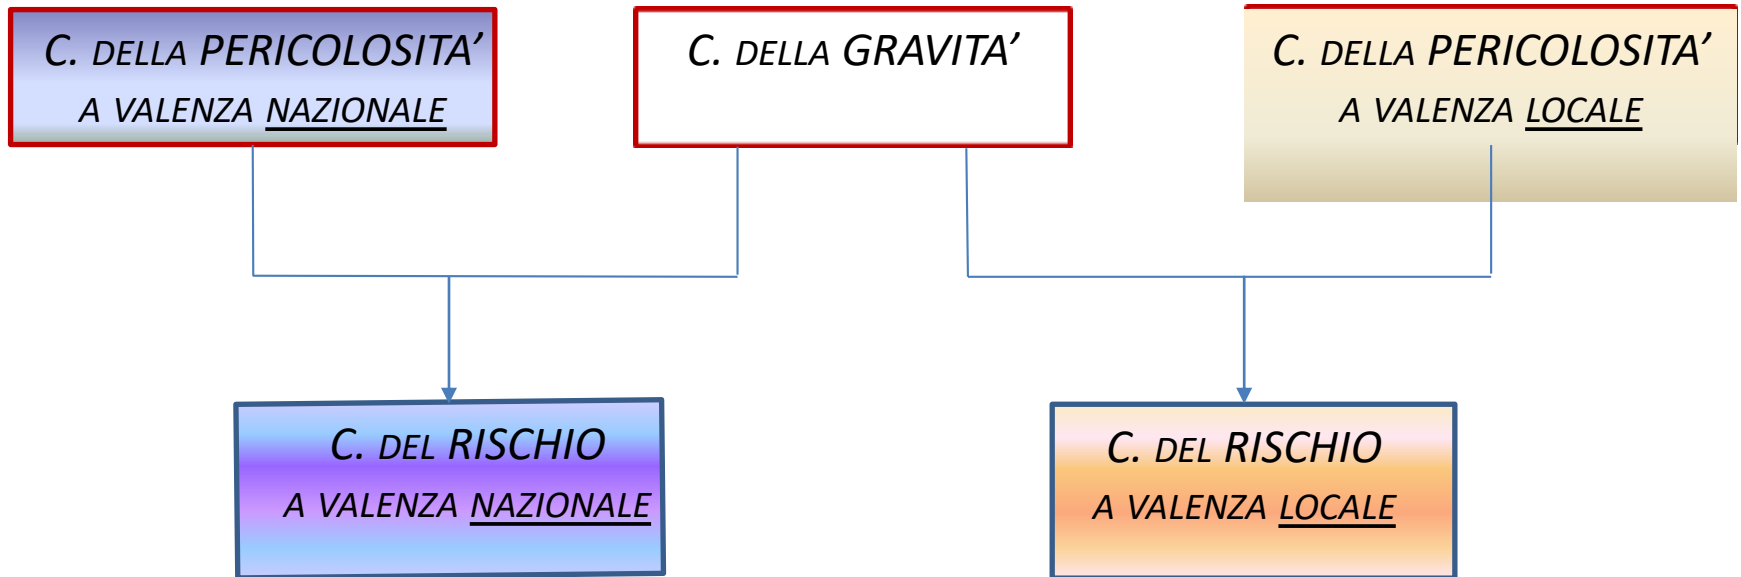 C. DELLA PERICOLOSITA’
A VALENZA NAZIONALE
C. DELLA GRAVITA’
C. DELLA PERICOLOSITA’
A VALENZA LOCALE
C. DEL RISCHIO
A VALENZA NAZIONALE
C. DEL RISCHIO
A VALENZA LOCALE